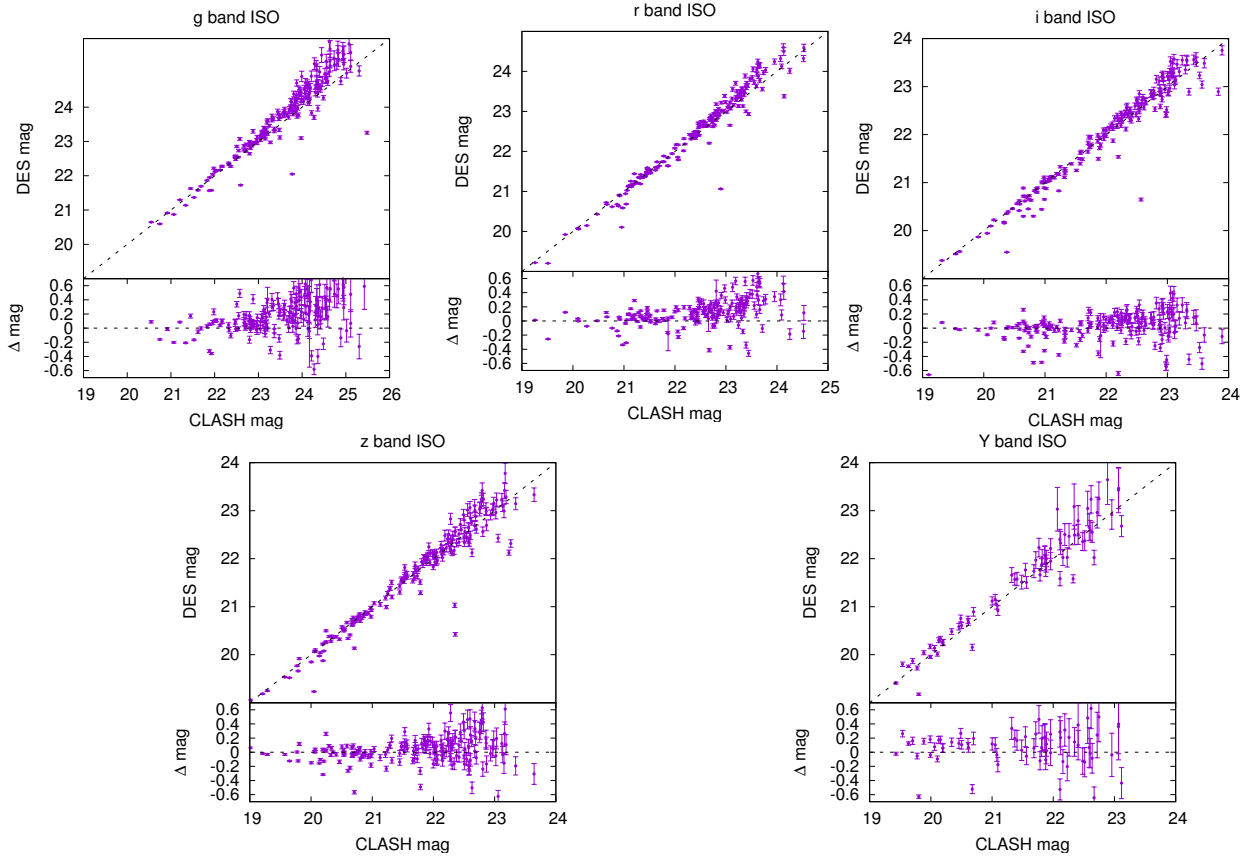 g band ISO
DES mag
25
24
23
22
21
20
Δ mag
0.6
0.4
0.2
0
-0.2
-0.4
-0.6
19 20 21 22 23 24 25 26
CLASH mag
r band ISO
DES mag
24
23
22
21
20
Δ mag
0.6
0.4
0.2
0
-0.2
-0.4
-0.6
19 20 21 22 23 24 25
CLASH mag
i band ISO
DES mag
24
23
22
21
20
Δ mag
0.6
0.4
0.2
0
-0.2
-0.4
-0.6
19 20 21 22 23 24
CLASH mag
z band ISO
DES mag
24
23
22
21
20
Δ mag
0.6
0.4
0.2
0
-0.2
-0.4
-0.6
19 20 21 22 23 24
CLASH mag
Y band ISO
DES mag
24
23
22
21
20
Δ mag
0.6
0.4
0.2
0
-0.2
-0.4
-0.6
19 20 21 22 23 24
CLASH mag